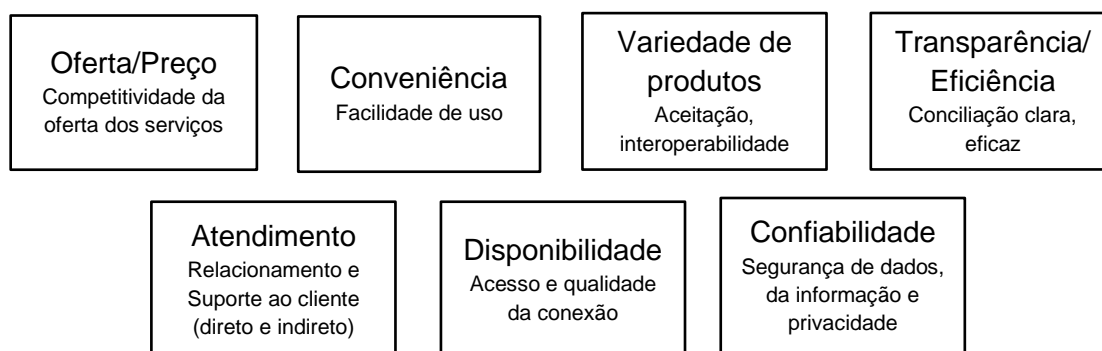 Oferta/Preço
Competitividade da
oferta dos serviços
Conveniência
Facilidade de uso
Variedade de
produtos
Aceitação,
interoperabilidade
Transparência/
Eficiência
Conciliação clara,
eficaz
Atendimento
Relacionamento e
Suporte ao cliente
(direto e indireto)
Disponibilidade
Acesso e qualidade
da conexão
Confiabilidade
Segurança de dados,
da informação e
privacidade